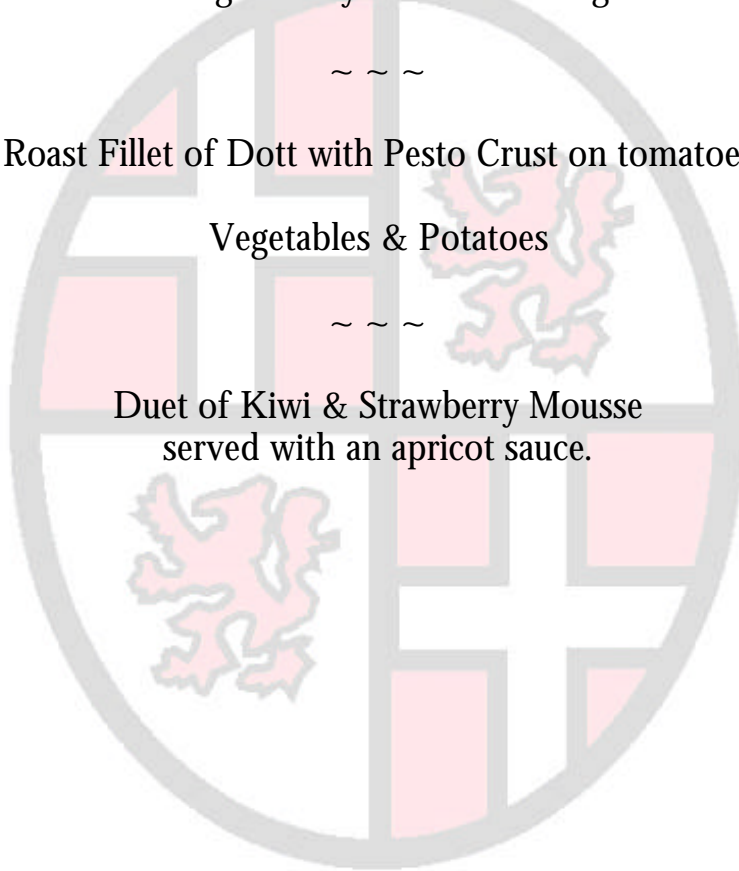 ~ ~ ~
Roast Fillet of Dott with Pesto Crust on tomatoe
Vegetables & Potatoes
~ ~ ~
Duet of Kiwi & Strawberry Mousse
served with an apricot sauce.